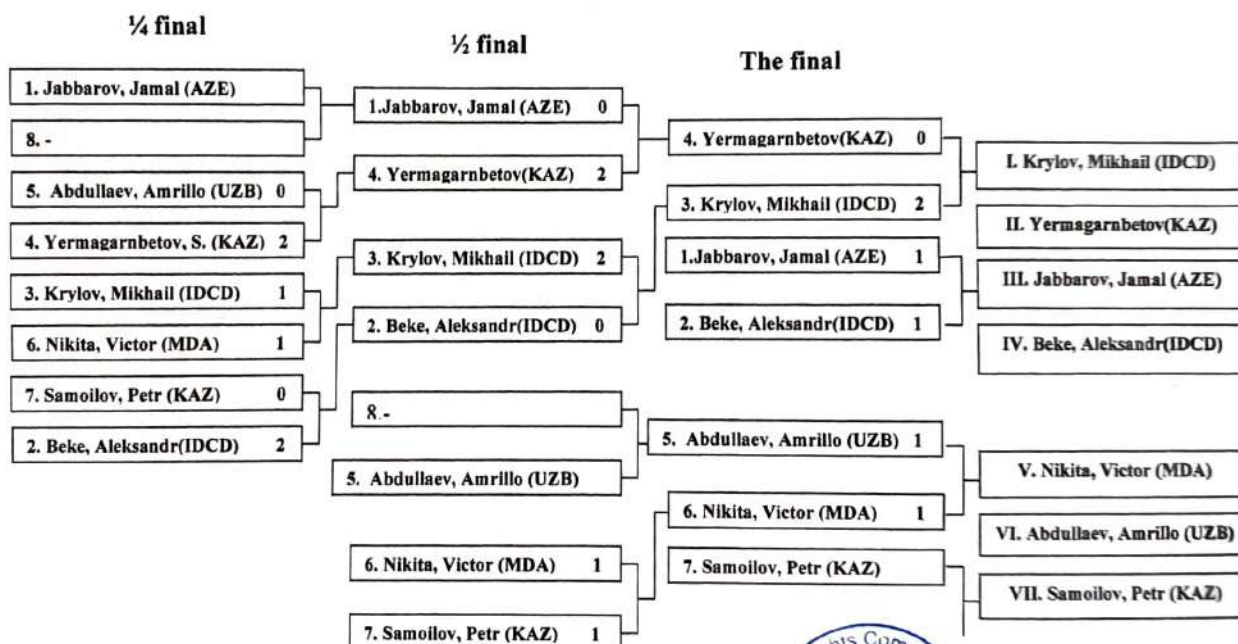 ¼ final
½ final
The final
1. Jabbarov, Jamal (AZE)
8. -
5. Abdullaev, Amrillo (UZB) 0
4. Yermagarnbetov, S. (KAZ) 2
3. Krylov, Mikhail (IDCD) 1
6. Nikita, Victor (MDA) 1
7. Samoilov, Petr (KAZ) 0
2. Beke, Aleksandr(IDCD) 2
1.Jabbarov, Jamal (AZE) 0
4. Yermagarnbetov(KAZ) 2
3. Krylov, Mikhail (IDCD) 2
2. Beke, Aleksandr(IDCD) 0
8.-
5. Abdullaev, Amrillo (UZB)
6. Nikita, Victor (MDA) 1
7. Samoilov, Petr (KAZ) 1
4. Yermagarnbetov(KAZ) 0
3. Krylov, Mikhail (IDCD) 2
1.Jabbarov, Jamal (AZE) 1
2. Beke, Aleksandr(IDCD) 1
5. Abdullaev, Amrillo (UZB) 1
6. Nikita, Victor (MDA) 1
7. Samoilov, Petr (KAZ)
I. Krylov, Mikhail (IDCD)
II. Yermagarnbetov(KAZ)
III. Jabbarov, Jamal (AZE)
IV. Beke, Aleksandr(IDCD)
V. Nikita, Victor (MDA)
VI. Abdullaev, Amrillo (UZB)
VII. Samoilov, Petr (KAZ)